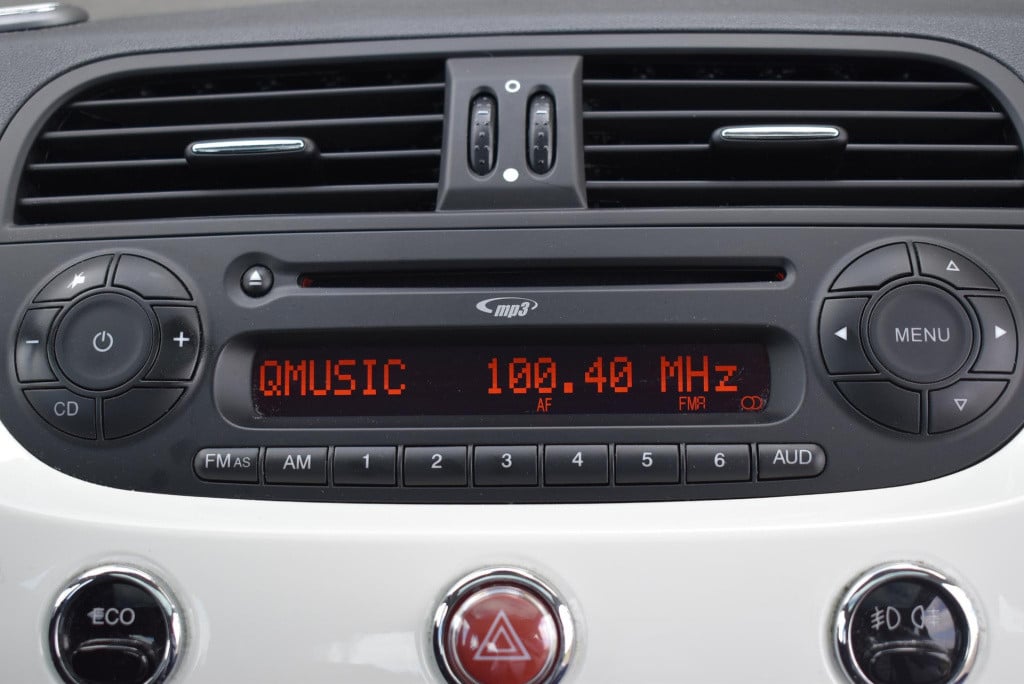 mp3
− + MENU
QMUSIC 100.40 MHz
AF FMR
CD
FM AS AM 1 2 3 4 5 6 AUD
ECO